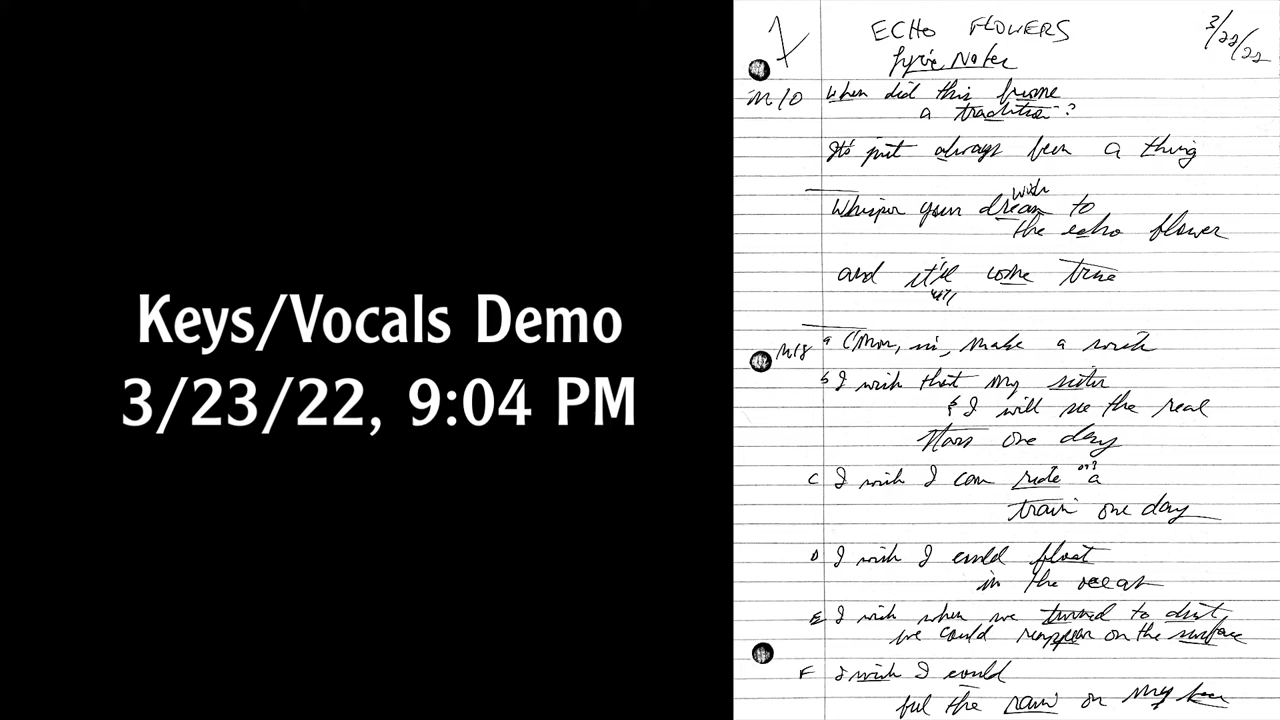 Keys/Vocals Demo
3/23/22, 9:04 PM
1
ECHO FLOWERS
3/22/22
Lyric Notes
M/O When did this become
a tradition?
It's just always been a thing
wish
Whisper your dream to
the echo flower
and it'll come true
M/S a C'mon, sis, make a wish
b I wish that my sister
& I will see the real
stars one day
C I wish I can ride a
on?
train one day
D I wish I could float
in the ocean
E I wish when we turned to dust
we could reappear on the surface
F I wish I could
feel the rain on my